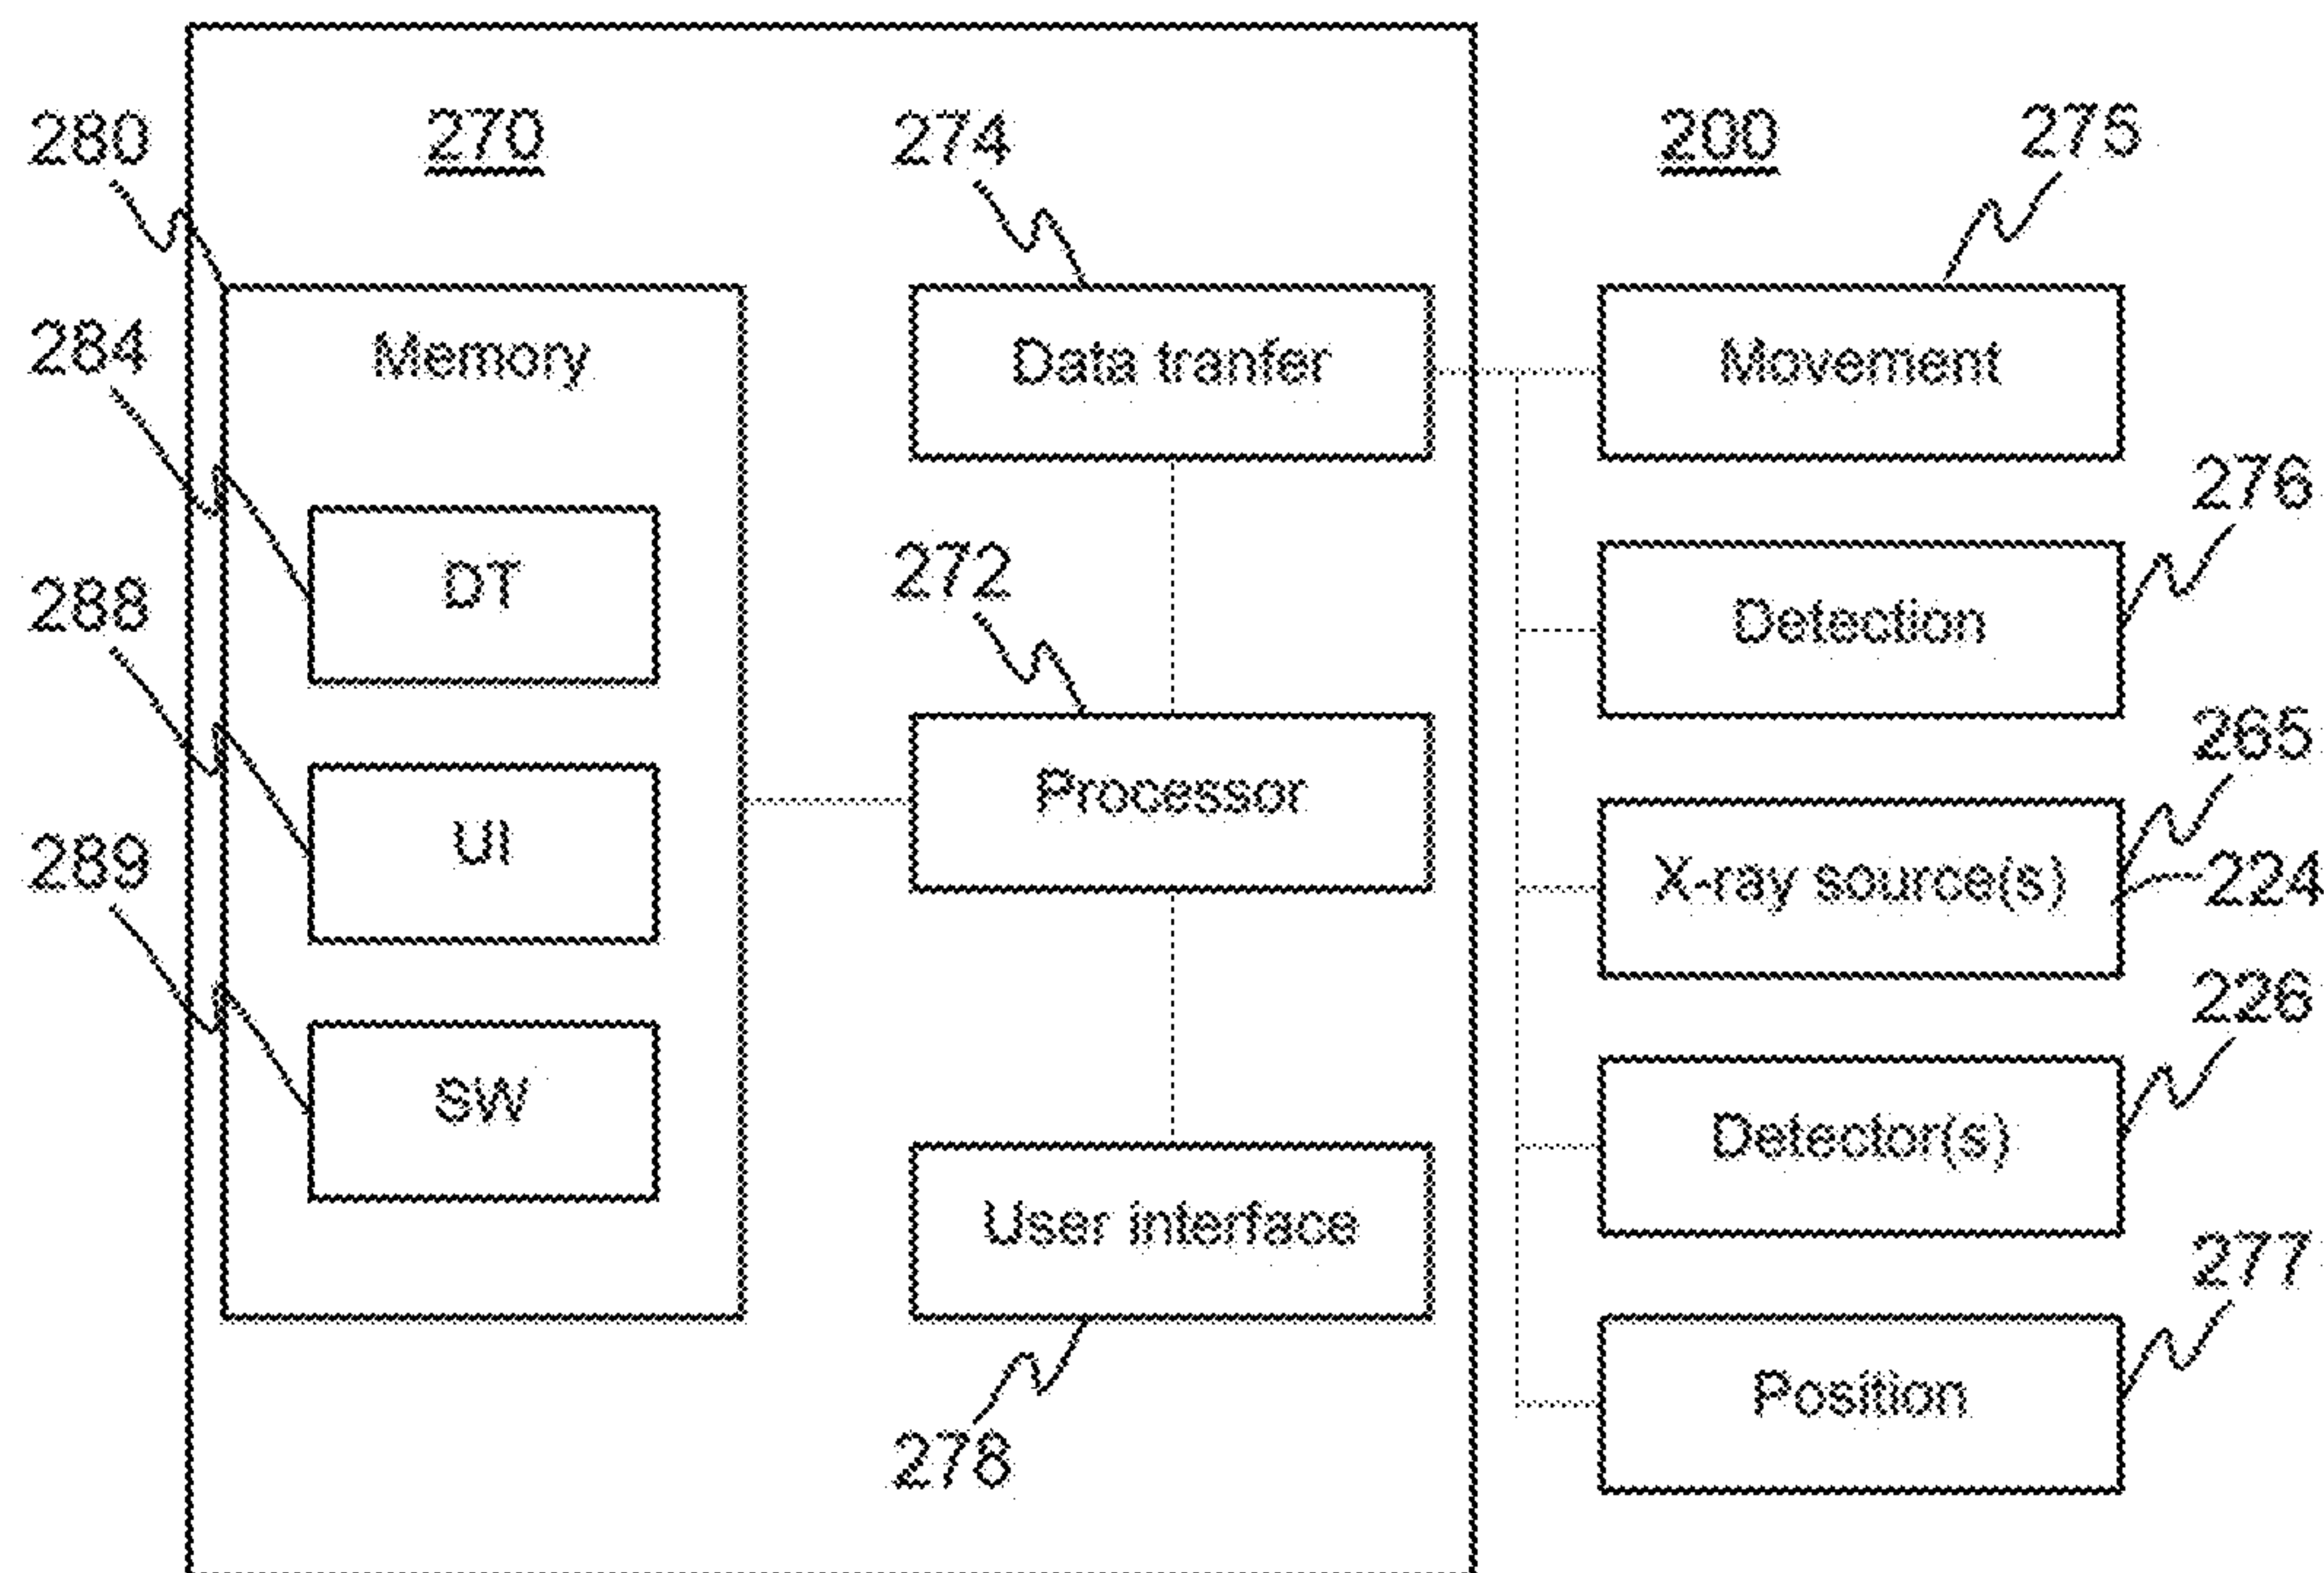 280
270
274
200
275
284
Memory
Data tranfer
Movement
276
288
DT
272
Detection
265
289
UI
Processor
X-ray source(s)
224
226
SW
Detector(s)
User interface
277
278
Position